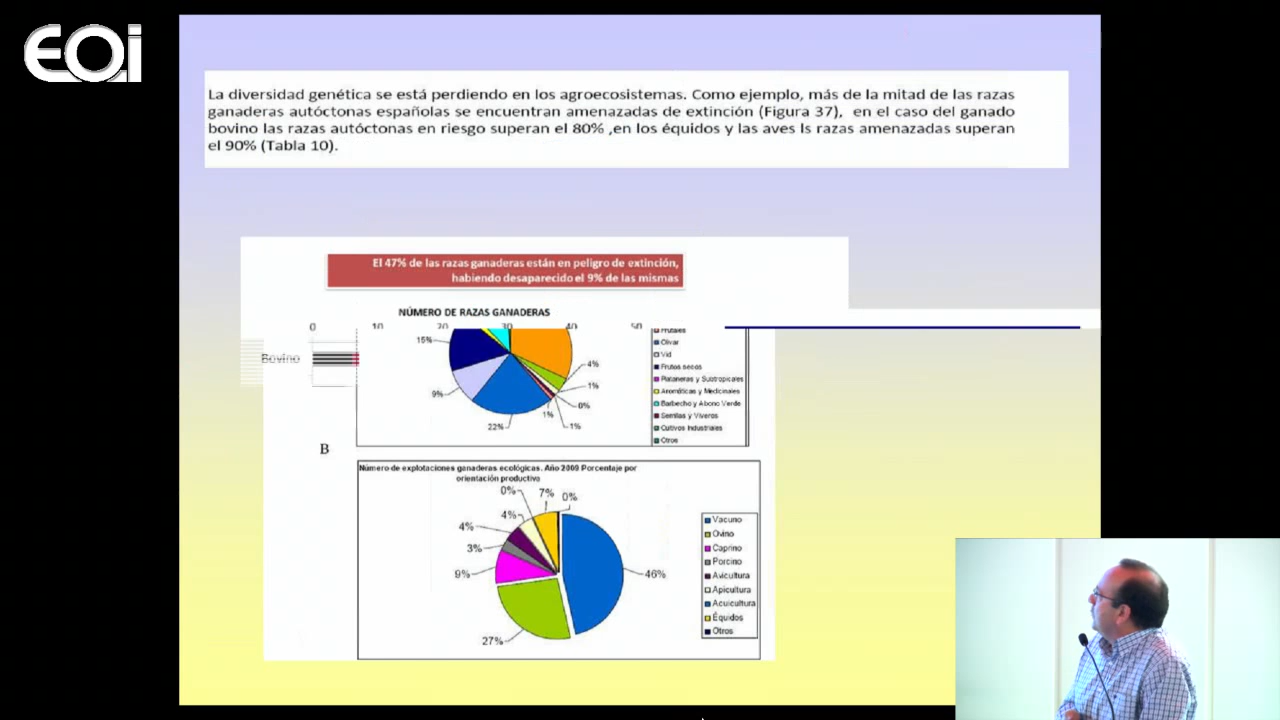 EOi
La diversidad genética se está perdiendo en los agroecosistemas. Como ejemplo, más de la mitad de las razas
ganaderas autóctonas españolas se encuentran amenazadas de extinción (Figura 37), en el caso del ganado
bovino las razas autóctonas en riesgo superan el 80% ,en los équidos y las aves ls razas amenazadas superan
el 90% (Tabla 10).
El 47% de las razas ganaderas están en peligro de extinción,
habiendo desaparecido el 9% de las mismas
NÚMERO DE RAZAS GANADERAS
0 10 20 30 40 50
Bovino
15%
9%
22%
1%
1%
0%
1%
4%
Frutales
Olivar
Vid
Frutos secos
Plataneras y Subtropicales
Aromáticas y Medicinales
Barbecho y Abono Verde
Semillas y Viveros
Cultivos Industriales
Otros
B
Número de explotaciones ganaderas ecológicas. Año 2009 Porcentaje por
orientación productiva
0% 7% 0%
4%
4%
3%
9%
27%
46%
Vacuno
Ovino
Caprino
Porcino
Avicultura
Apicultura
Acuicultura
Équidos
Otros